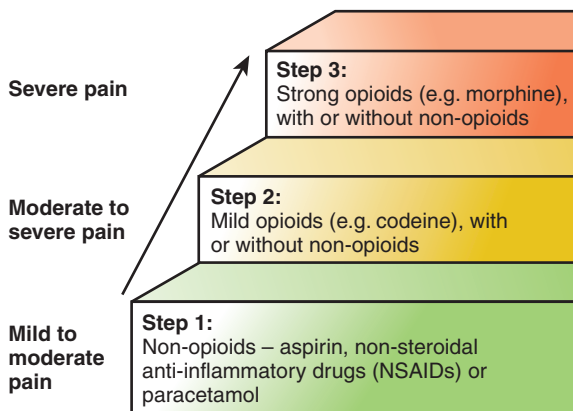 Severe pain
Step 3:
Strong opioids (e.g. morphine),
with or without non-opioids
Moderate to
severe pain
Step 2:
Mild opioids (e.g. codeine), with
or without non-opioids
Mild to
moderate
pain
Step 1:
Non-opioids – aspirin, non-steroidal
anti-inflammatory drugs (NSAIDs) or
paracetamol